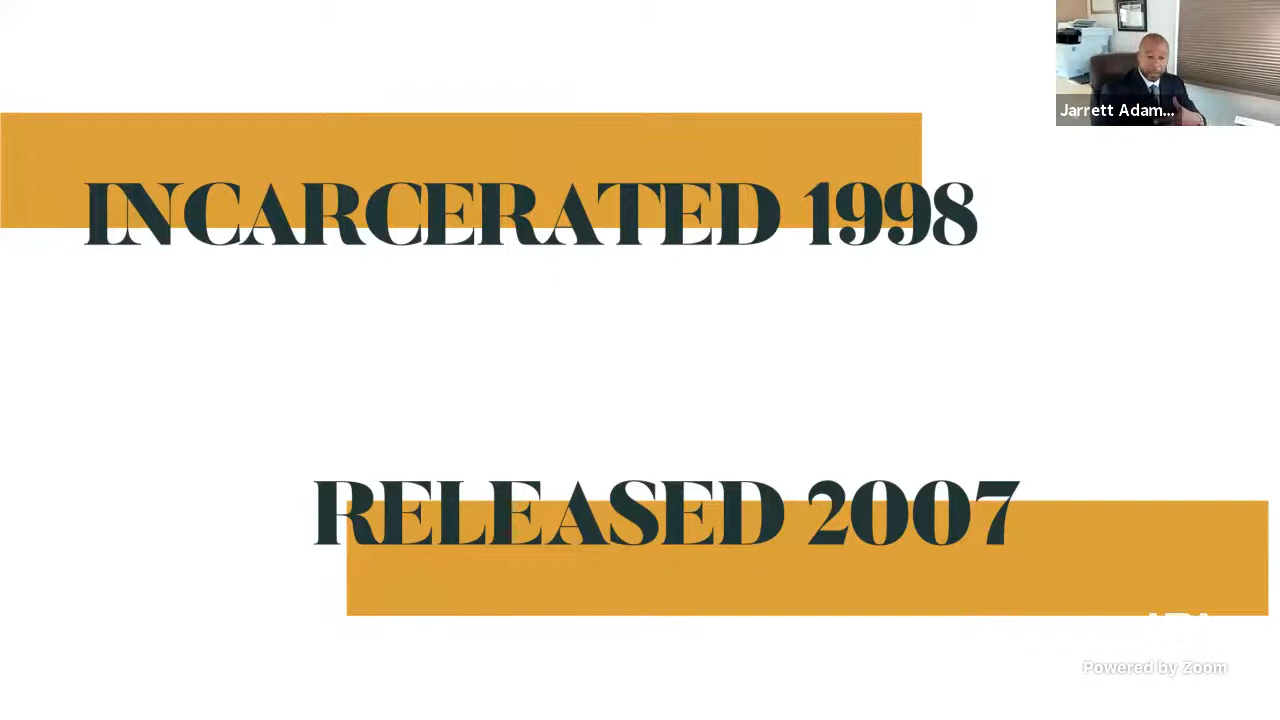 Jarrett Adam...
INCARCERATED 1998
RELEASED 2007
Powered by Zoom